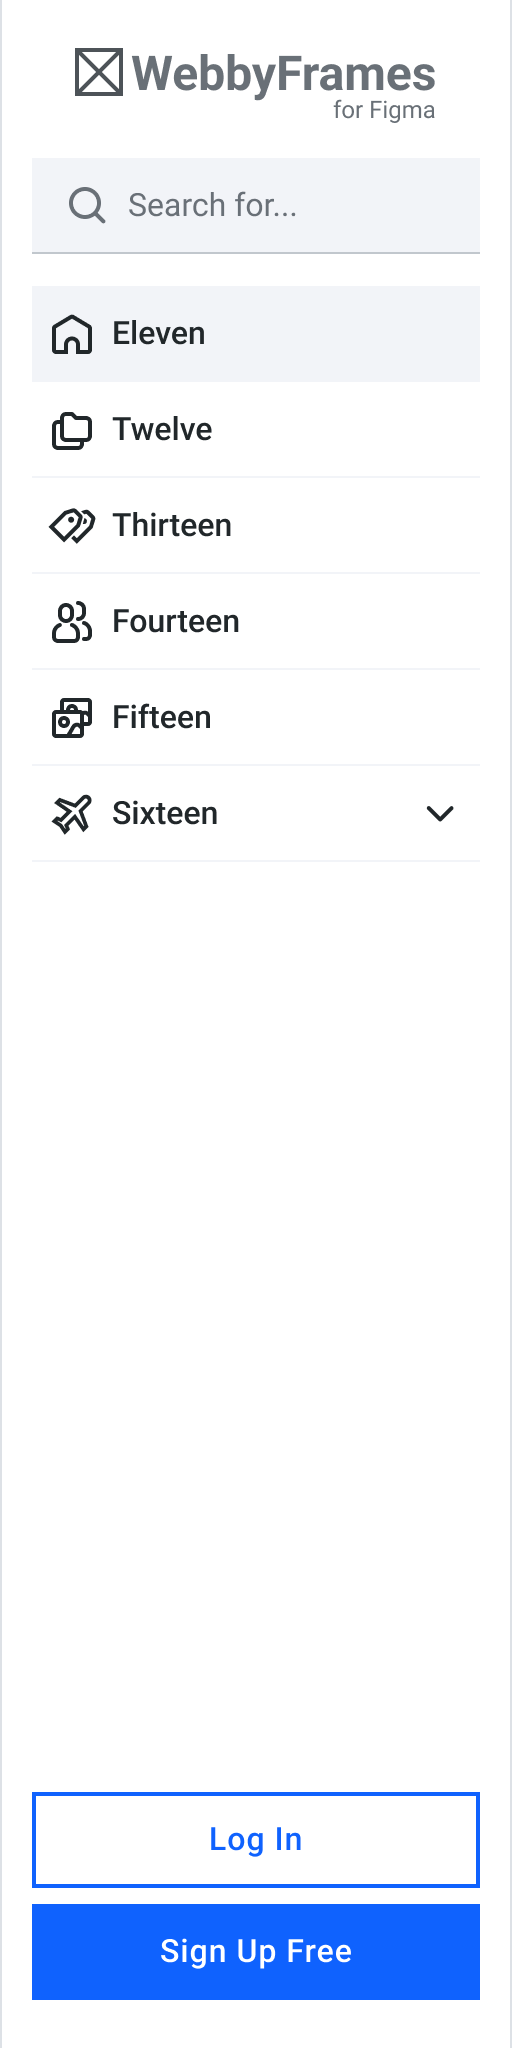 WebbyFrames
for Figma
Search for...
Eleven
Twelve
Thirteen
Fourteen
Fifteen
Sixteen
Log In
Sign Up Free